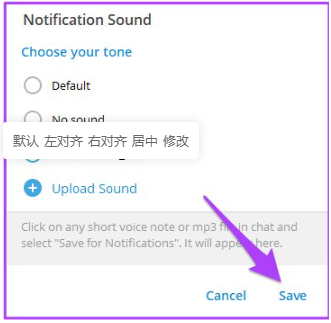 Notification Sound
Choose your tone
Default
No sound
默认 左对齐 右对齐 居中 修改
Upload Sound
Click on any short voice note or mp3 file in chat and
select "Save for Notifications". It will appear here.
Cancel
Save